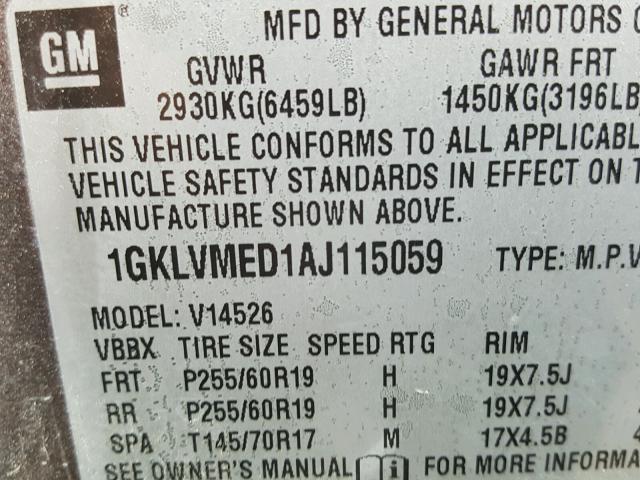 GM ®
MFD BY GENERAL MOTORS
GVWR GAWR FRT
2930KG(6459LB) 1450KG(3196LB
THIS VEHICLE CONFORMS TO ALL APPLICABL
VEHICLE SAFETY STANDARDS IN EFFECT ON
MANUFACTURE SHOWN ABOVE.
1GKLVMED1AJ115059 TYPE: M.P.V
MODEL: V14526
VBBX TIRE SIZE SPEED RTG RIM
FRT P255/60R19 H 19X7.5J
RR P255/60R19 H 19X7.5J
SPA T145/70R17 M 17X4.5B
SEE OWNER'S MANUAL i FOR MORE INFORMA